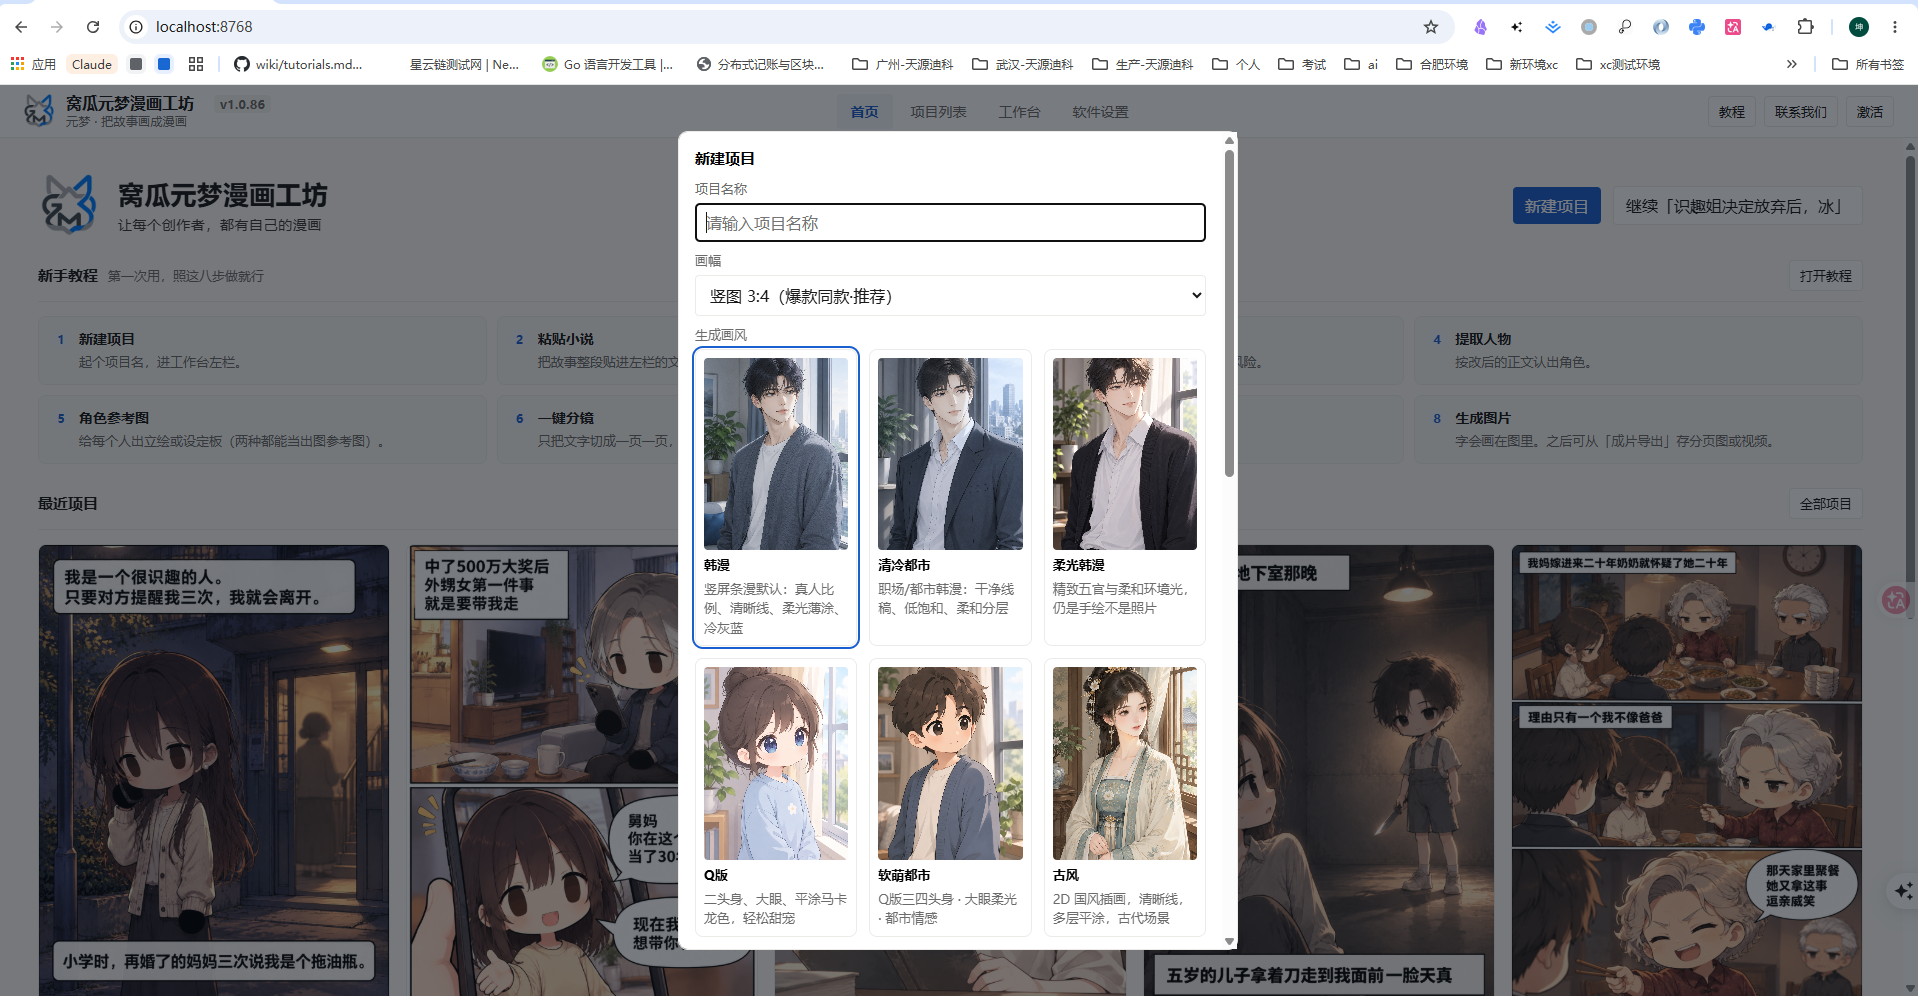 localhost:8768
应用
Claude
wiki/tutorials.md...
星云链测试网 | Ne...
Go 语言开发工具 |...
分布式记账与区块...
广州-天源迪科
武汉-天源迪科
生产-天源迪科
个人
考试
ai
合肥环境
新环境xc
xc测试环境
所有书签
窝瓜元梦漫画工坊
v1.0.86
元梦 · 把故事画成漫画
首页
项目列表
工作台
软件设置
教程
联系我们
激活
窝瓜元梦漫画工坊
让每个创作者，都有自己的漫画
新建项目
继续「识趣姐决定放弃后，冰」
新手教程 第一次用，照这八步做就行
打开教程
1 新建项目
起个项目名，进工作台左栏。
2 粘贴小说
把故事整段贴进左栏的文
风险。
4 提取人物
按改后的正文认出角色。
5 角色参考图
给每个人出立绘或设定板（两种都能当出图参考图）。
6 一键分镜
只把文字切成一页一页，
8 生成图片
字会画在图里。之后可从「成片导出」存分页图或视频。
最近项目
全部项目
新建项目
项目名称
请输入项目名称
画幅
竖图 3:4（爆款同款·推荐）
生成画风
韩漫
竖屏条漫默认：真人比
例、清晰线、柔光薄涂、
冷灰蓝
清冷都市
职场/都市韩漫：干净线
稿、低饱和、柔和分层
柔光韩漫
精致五官与柔和环境光，
仍是手绘不是照片
Q版
二头身、大眼、平涂马卡
龙色，轻松甜宠
软萌都市
Q版三四头身 · 大眼柔光
· 都市情感
古风
2D 国风插画，清晰线，
多层平涂，古代场景
我是一个很识趣的人。
只要对方提醒我三次，我就会离开。
小学时，再婚了的妈妈三次说我是个拖油瓶。
中了500万大奖后
外甥女第一件事
就是要带我走
舅妈
你在这个
当了30
现在我
想带你
地下室那晚
五岁的儿子拿着刀走到我面前一脸天真
我妈嫁进来二十年奶奶就怀疑了她二十年
理由只有一个我不像爸爸
那天家里聚餐
她又拿这事
逗亲戚笑